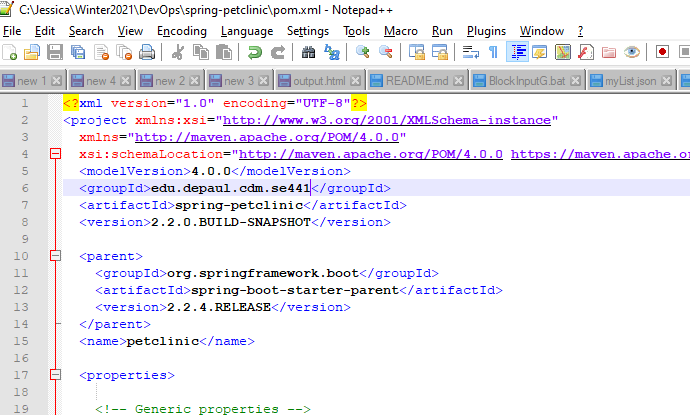 C:\Jessica\Winter2021\DevOps\spring-petclinic\pom.xml - Notepad++
File Edit Search View Encoding Language Settings Tools Macro Run Plugins Window ?
new 1 new 4 new 2 new 3 output.html README.md BlockInputG.bat myList.json
1 <?xml version="1.0" encoding="UTF-8"?>
2 <project xmlns:xsi="http://www.w3.org/2001/XMLSchema-instance"
3 xmlns="http://maven.apache.org/POM/4.0.0"
4 xsi:schemaLocation="http://maven.apache.org/POM/4.0.0 https://maven.apache.o
5 <modelVersion>4.0.0</modelVersion>
6 <groupId>edu.depaul.cdm.se441</groupId>
7 <artifactId>spring-petclinic</artifactId>
8 <version>2.2.0.BUILD-SNAPSHOT</version>
9
10 <parent>
11 <groupId>org.springframework.boot</groupId>
12 <artifactId>spring-boot-starter-parent</artifactId>
13 <version>2.2.4.RELEASE</version>
14 </parent>
15 <name>petclinic</name>
16
17 <properties>
18
19 <!-- Generic properties -->